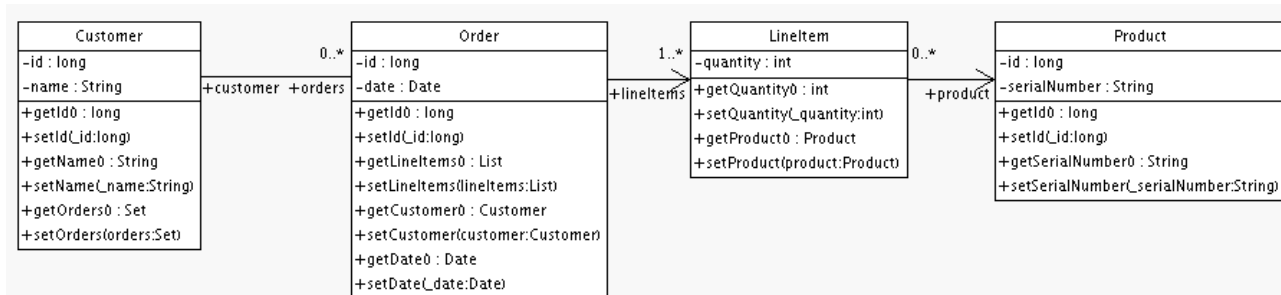 Customer
-id : long
-name : String
+getId() : long
+setId(_id:long)
+getName() : String
+setName(_name:String)
+getOrders() : Set
+setOrders(orders:Set)
0..*
+customer +orders
Order
-id : long
-date : Date
+getId() : long
+setId(_id:long)
+getLineItems() : List
+setLineItems(lineItems:List)
+getCustomer() : Customer
+setCustomer(customer:Customer)
+getDate() : Date
+setDate(_date:Date)
1..*
+lineItems
LineItem
-quantity : int
+getQuantity() : int
+setQuantity(_quantity:int)
+getProduct() : Product
+setProduct(product:Product)
0..*
+product
Product
-id : long
-serialNumber : String
+getId() : long
+setId(_id:long)
+getSerialNumber() : String
+setSerialNumber(_serialNumber:String)